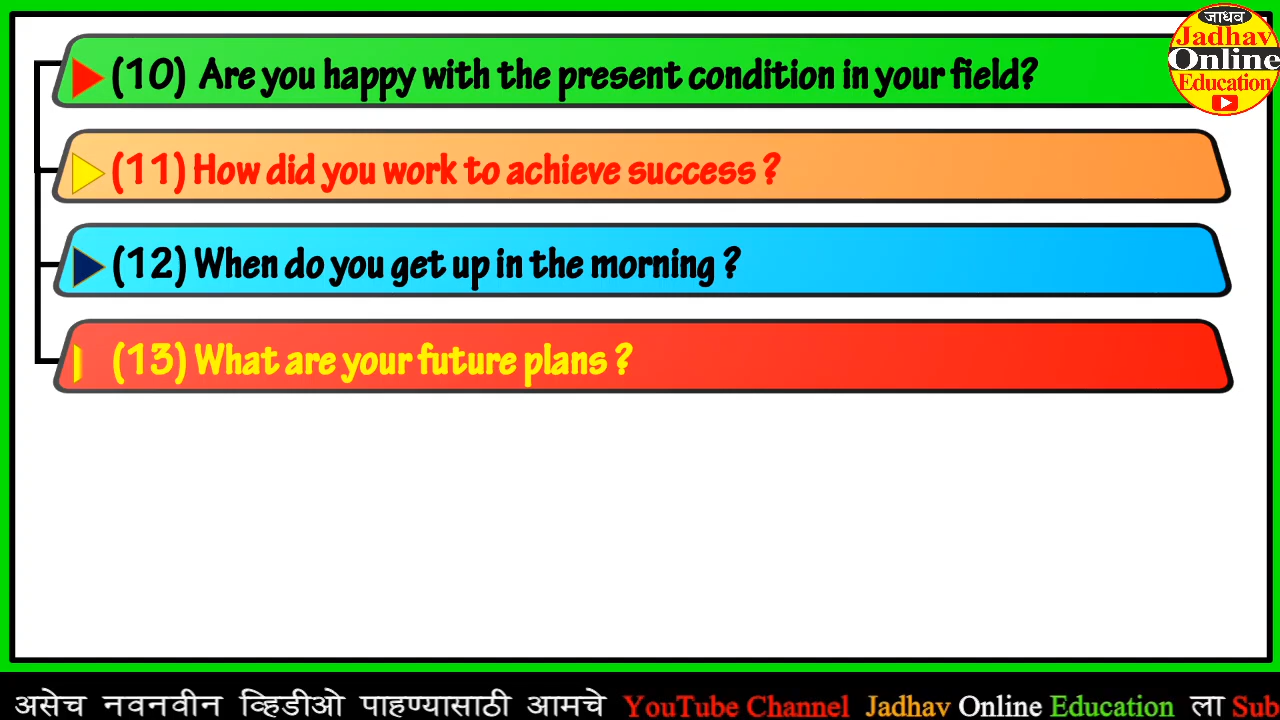 जाधव
Jadhav
Online
Education
(10) Are you happy with the present condition in your field?
(11) How did you work to achieve success ?
(12) When do you get up in the morning ?
(13) What are your future plans ?
असेच नवनवीन व्हिडीओ पाहण्यासाठी आमचे YouTube Channel Jadhav Online Education ला Sub